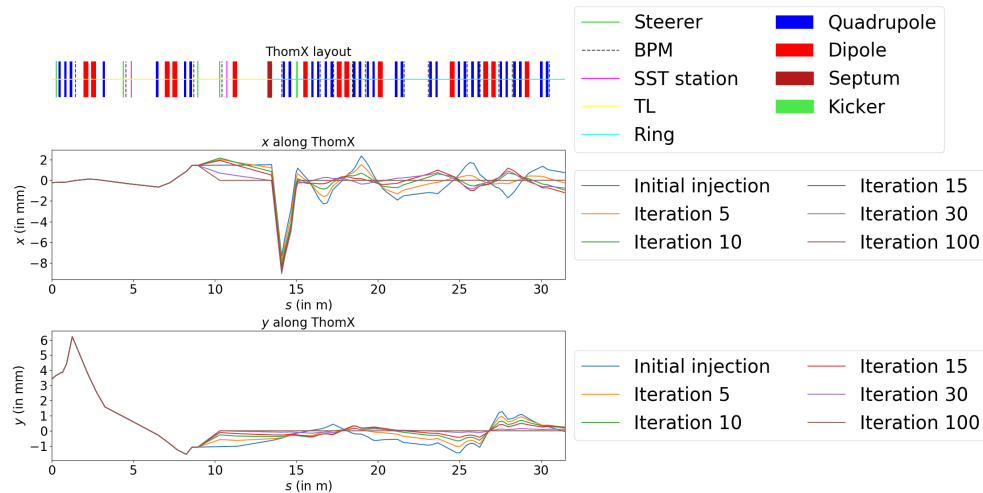 ThomX layout
Steerer
BPM
SST station
TL
Ring
Quadrupole
Dipole
Septum
Kicker
x along ThomX
x (in mm)
2
0
−2
−4
−6
−8
0 5 10 15 20 25 30
s (in m)
Initial injection
Iteration 5
Iteration 10
Iteration 15
Iteration 30
Iteration 100
y along ThomX
y (in mm)
6
5
4
3
2
1
0
−1
0 5 10 15 20 25 30
s (in m)
Initial injection
Iteration 5
Iteration 10
Iteration 15
Iteration 30
Iteration 100